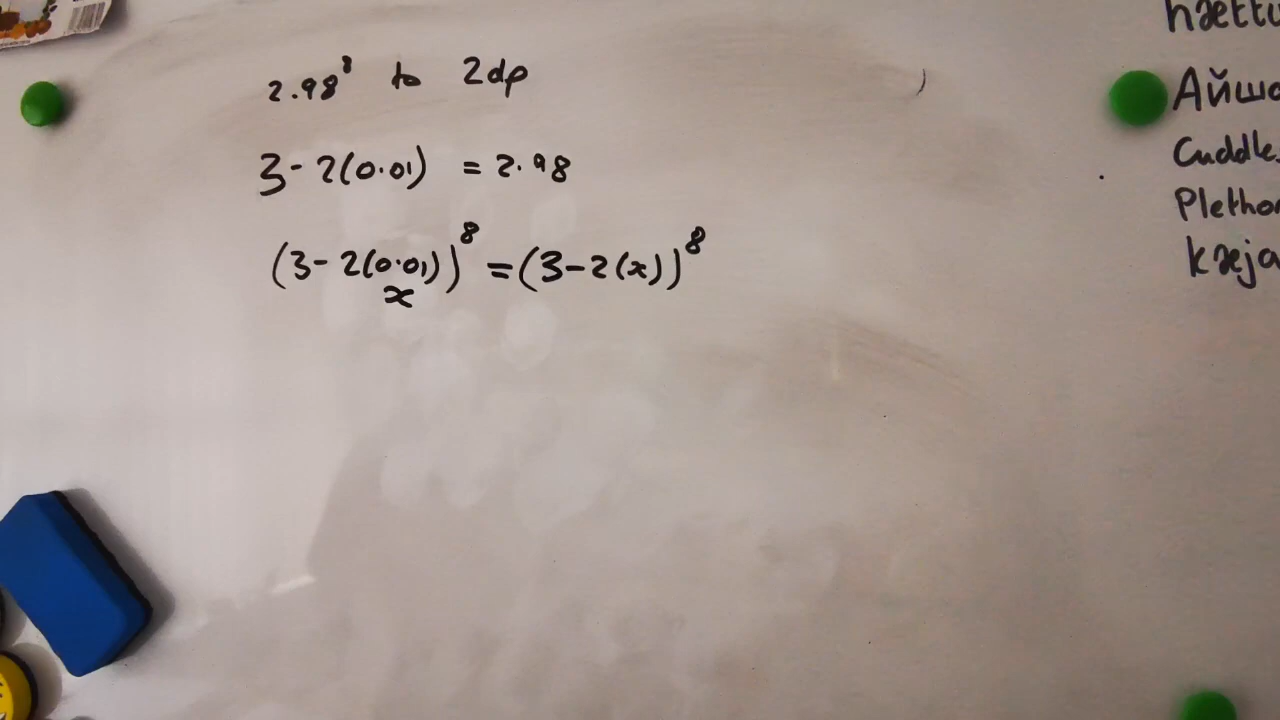 2.98⁸ to 2dp
3 - 2(0.01) = 2.98
(3 - 2(0.01))⁸ = (3 - 2(x))⁸
x
Cuddle
kæja